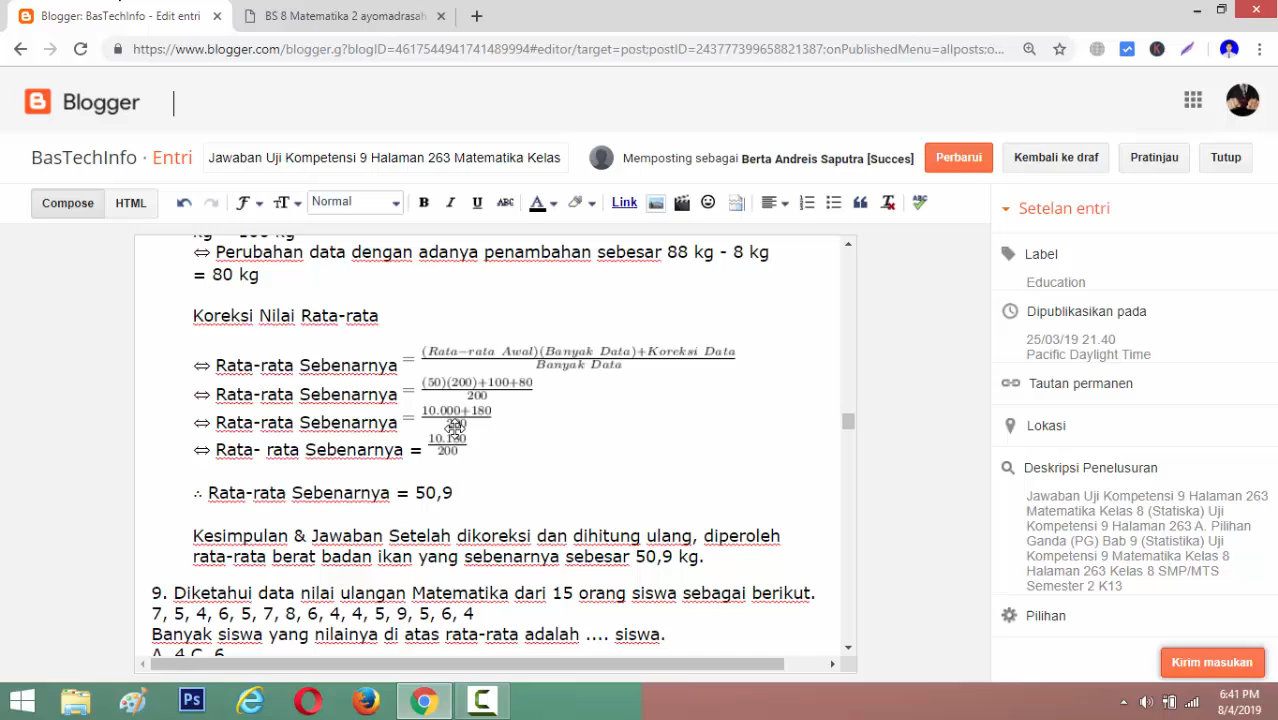 Blogger: BasTechInfo - Edit entri
BS 8 Matematika 2 ayomadrasah
https://www.blogger.com/blogger.g?blogID=4617544941741489994#editor/target=post;postID=243777399658821387;onPublishedMenu=allposts;o...
Blogger
BasTechInfo · Entri
Jawaban Uji Kompetensi 9 Halaman 263 Matematika Kelas
Memposting sebagai Berta Andreis Saputra [Succes]
Perbarui
Kembali ke draf
Pratinjau
Tutup
Compose
HTML
Normal
B I U ABC A Link
⇔ Perubahan data dengan adanya penambahan sebesar 88 kg - 8 kg
= 80 kg
Koreksi Nilai Rata-rata
⇔ Rata-rata Sebenarnya = (Rata-rata Awal)(Banyak Data)+Koreksi Data
Banyak Data
⇔ Rata-rata Sebenarnya = (50)(200)+100+80
200
⇔ Rata-rata Sebenarnya = 10.000+180
⇔ Rata- rata Sebenarnya =
200
∴ Rata-rata Sebenarnya = 50,9
Kesimpulan & Jawaban Setelah dikoreksi dan dihitung ulang, diperoleh
rata-rata berat badan ikan yang sebenarnya sebesar 50,9 kg.
9. Diketahui data nilai ulangan Matematika dari 15 orang siswa sebagai berikut.
7, 5, 4, 6, 5, 7, 8, 6, 4, 4, 5, 9, 5, 6, 4
Banyak siswa yang nilainya di atas rata-rata adalah .... siswa.
A. 4 C. 6
Setelan entri
Label
Education
Dipublikasikan pada
25/03/19 21.40
Pacific Daylight Time
Tautan permanen
Lokasi
Deskripsi Penelusuran
Jawaban Uji Kompetensi 9 Halaman 263
Matematika Kelas 8 (Statiska) Uji
Kompetensi 9 Halaman 263 A. Pilihan
Ganda (PG) Bab 9 (Statistika) Uji
Kompetensi 9 Matematika Kelas 8
Halaman 263 Kelas 8 SMP/MTS
Semester 2 K13
Pilihan
Kirim masukan
Ps
6:41 PM
8/4/2019